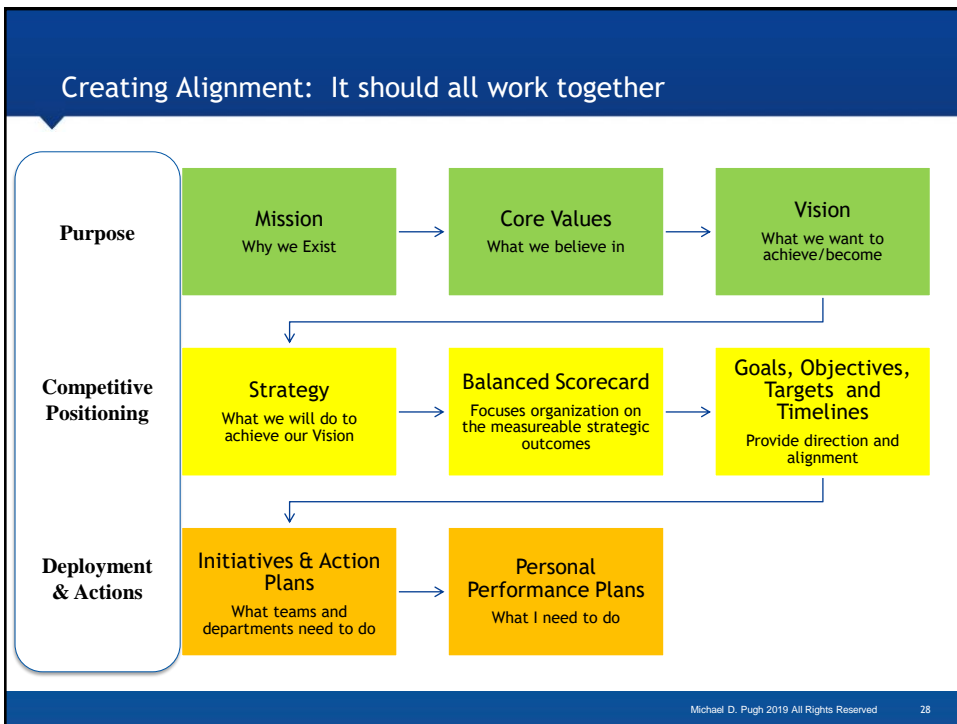 Creating Alignment:  It should all work together
Purpose
Mission
Why we Exist
Core Values
What we believe in
Vision
What we want to
achieve/become
Competitive
Positioning
Strategy
What we will do to
achieve our Vision
Balanced Scorecard
Focuses organization on
the measureable strategic
outcomes
Goals, Objectives,
Targets  and
Timelines
Provide direction and
alignment
Deployment
& Actions
Initiatives & Action
Plans
What teams and
departments need to do
Personal
Performance Plans
What I need to do
Michael D. Pugh 2019 All Rights Reserved
28